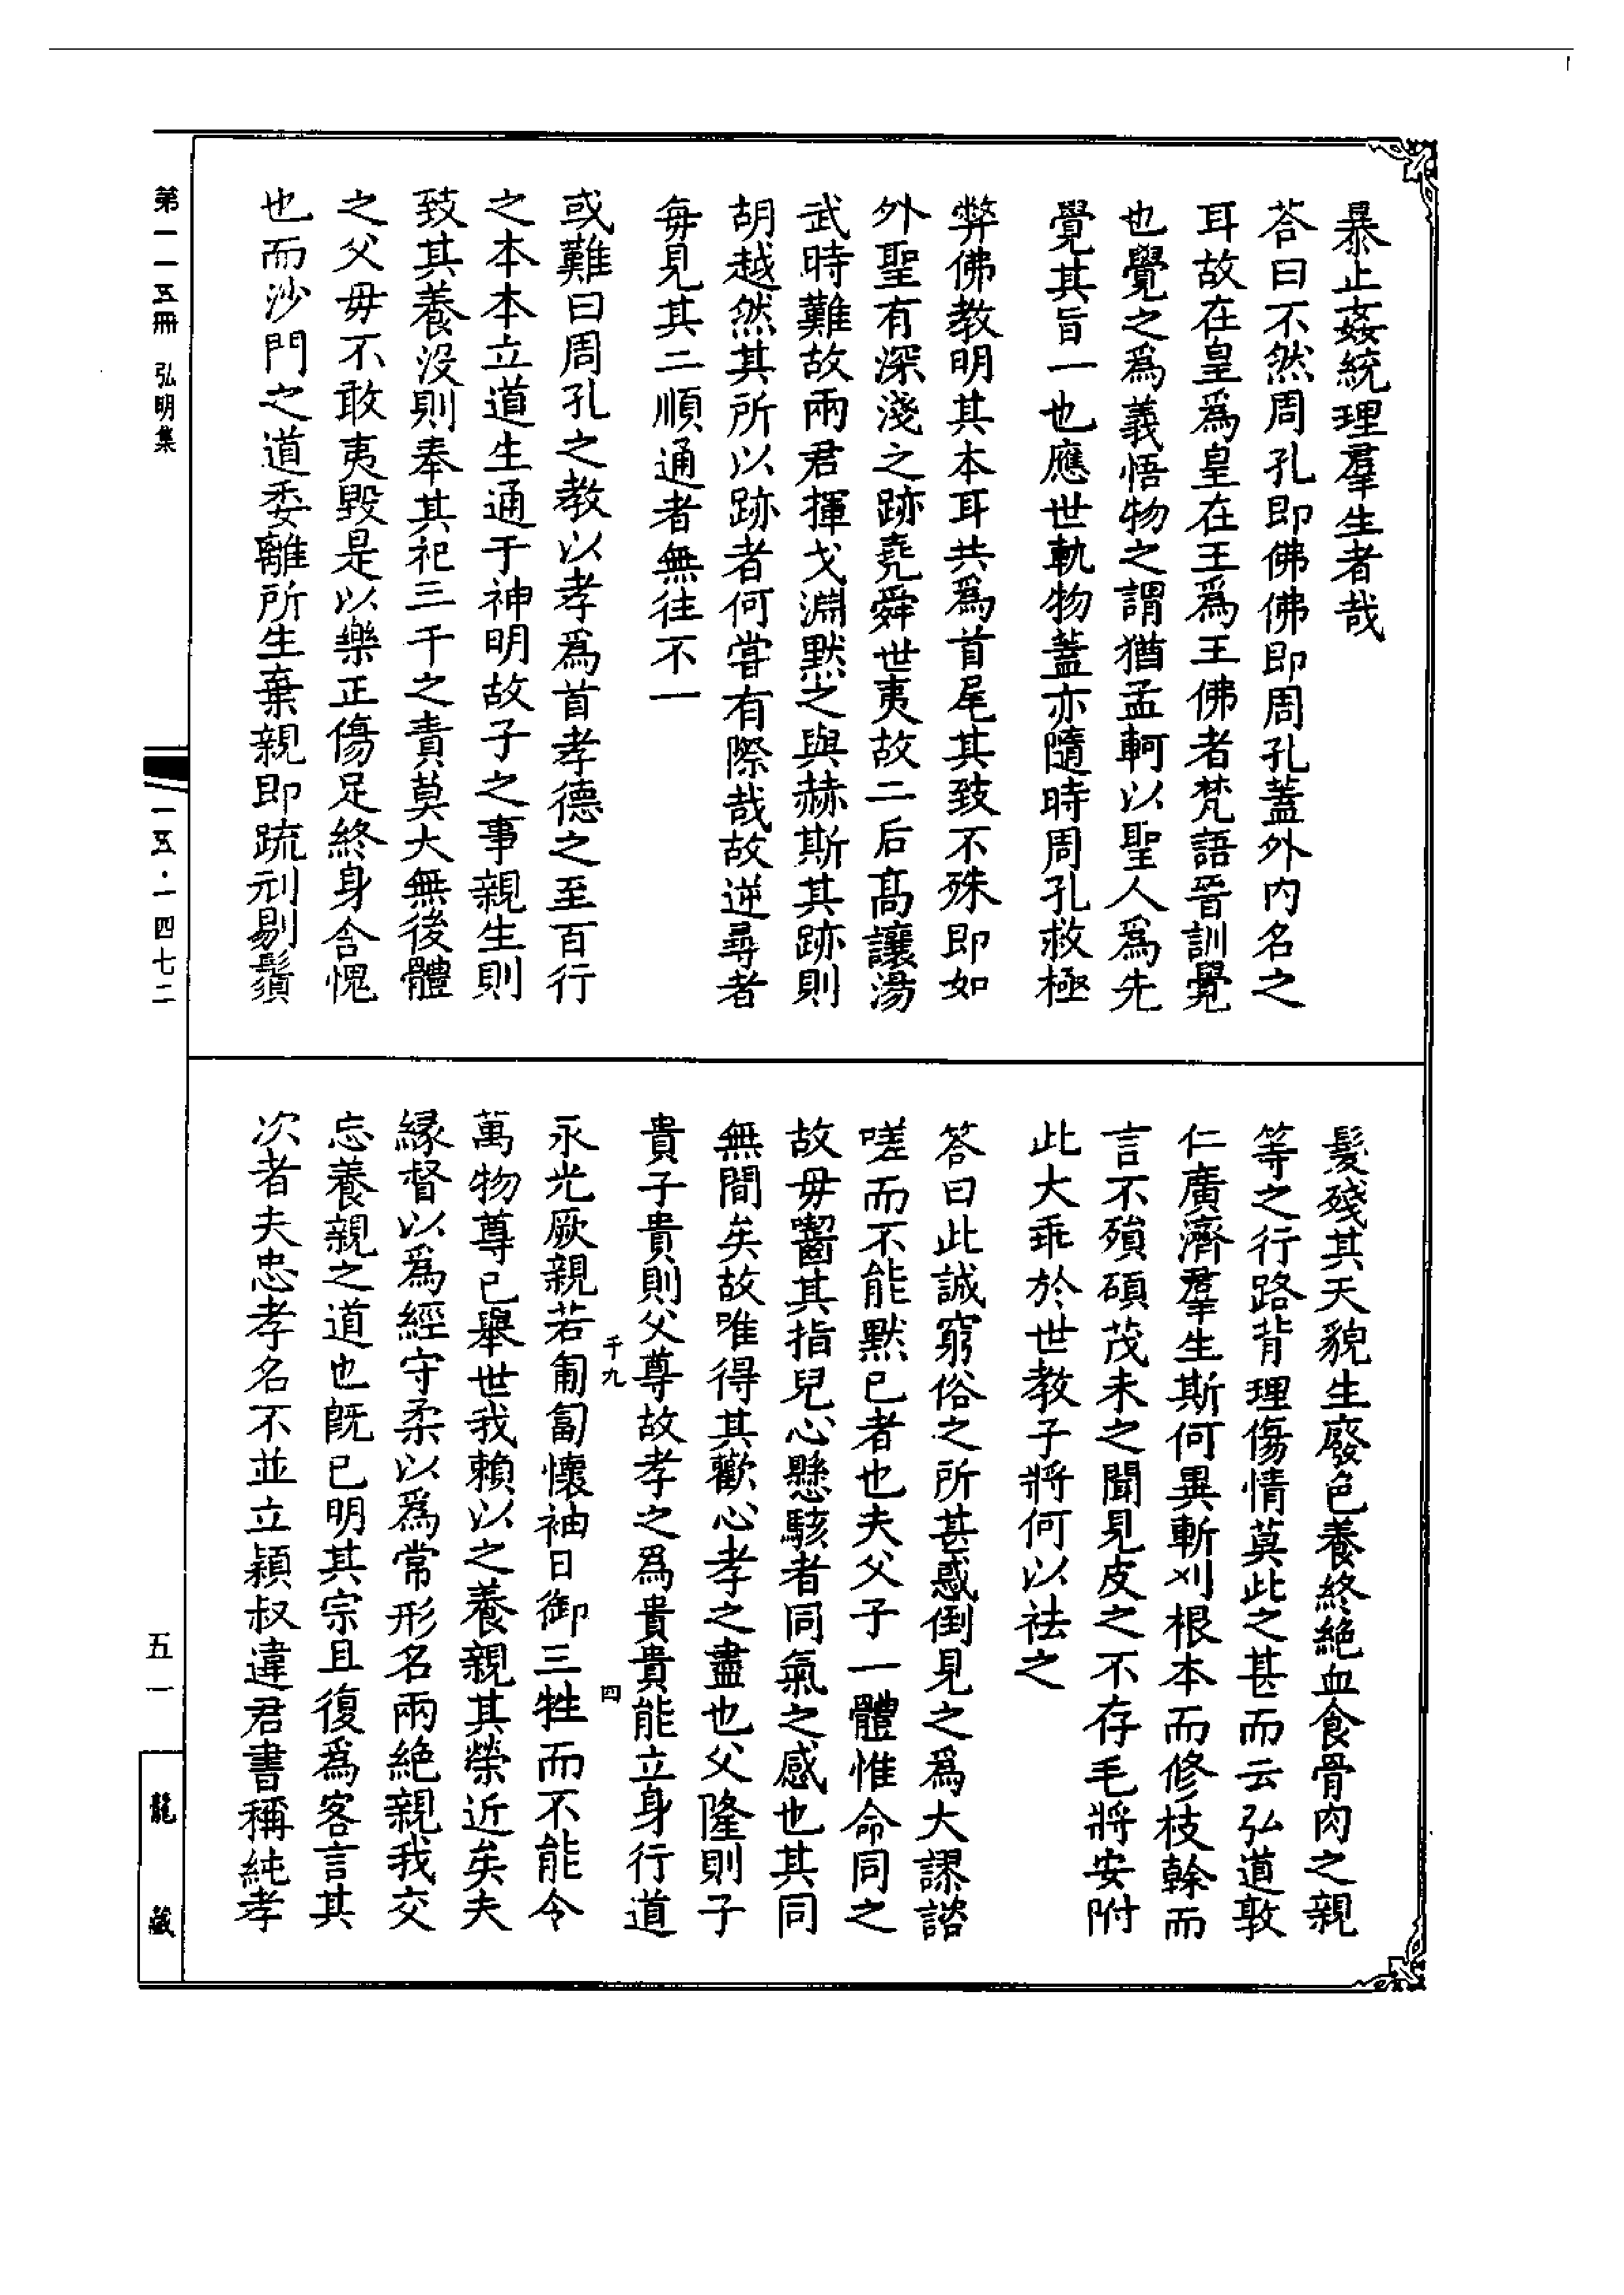 暴止姦統理羣生者哉
荅曰不然周孔即佛佛即周孔蓋外内名之
耳故在皇爲皇在王爲王佛者梵語晉訓覺
也覺之爲義悟物之謂猶孟軻以聖人爲先
覺其旨一也應世軌物蓋亦隨時周孔救極
弊佛教明其本耳共爲首尾其致不殊即如
外聖有深淺之跡堯舜世夷故二后高讓湯
武時難故兩君揮戈淵默之與赫斯其跡則
胡越然其所以跡者何甞有際哉故逆尋者
每見其二順通者無往不一
或難曰周孔之教以孝爲首孝德之至百行
之本本立道生通于神明故子之事親生則
致其養没則奉其祀三千之責莫大無後體
之父毋不敢夷毀是以樂正傷足終身含愧
也而沙門之道委離所生棄親即疏刓剔鬚
髮殘其天貌生廢色養終絶血食骨肉之親
等之行路背理傷情莫此之甚而云弘道敦
仁廣濟羣生斯何異斬刈根本而修枝榦而
言不殞碩茂未之聞見皮之不存毛將安附
此大乖於世教子將何以祛之
荅曰此誠窮俗之所甚惑倒見之爲大謬諮
嗟而不能默已者也夫父子一體惟命同之
故毋齧其指兒心懸駭者同氣之感也其同
無間矣故唯得其歡心孝之盡也父隆則子
貴子貴則父尊故孝之爲貴貴能立身行道
千九 四
永光厥親若匍匐懷袖日御三牲而不能令
萬物尊已舉世我賴以之養親其榮近矣夫
縁督以爲經守柔以爲常形名兩絶親我交
忘養親之道也旣已明其宗且復爲客言其
次者夫忠孝名不並立穎叔違君書稱純孝
第一一五冊 弘明集
一五·一四七二
五一
龍藏